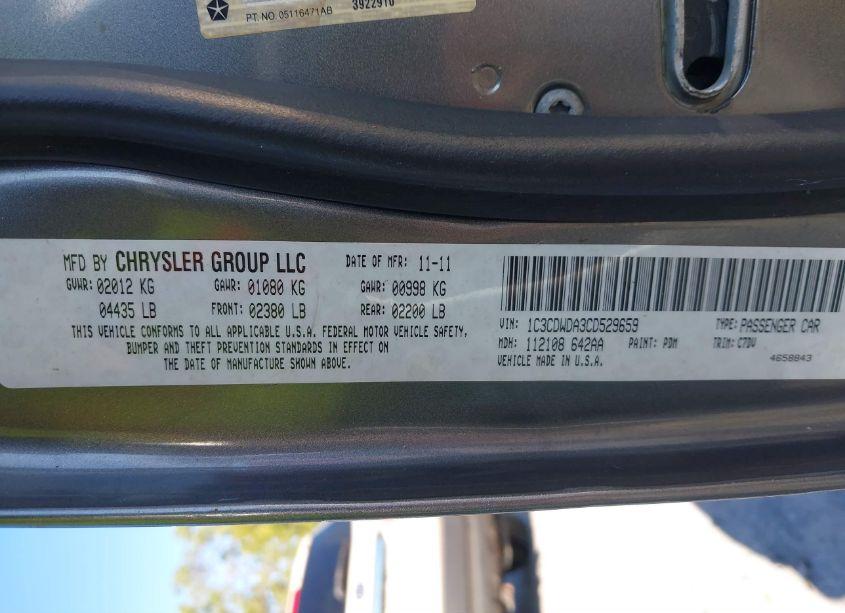 PT. NO. 05116471AB
3922910
MFD BY CHRYSLER GROUP LLC
DATE OF MFR: 11-11
GVWR: 02012 KG GAWR: 01080 KG GAWR: 00998 KG
04435 LB FRONT: 02380 LB REAR: 02200 LB
THIS VEHICLE CONFORMS TO ALL APPLICABLE U.S.A. FEDERAL MOTOR VEHICLE SAFETY,
BUMPER AND THEFT PREVENTION STANDARDS IN EFFECT ON
THE DATE OF MANUFACTURE SHOWN ABOVE.
VIN: 1C3CDWDA3CD529659 TYPE: PASSENGER CAR
MDH: 112108 642AA PAINT: PDM TRIM: C7DV
VEHICLE MADE IN U.S.A. 4658843